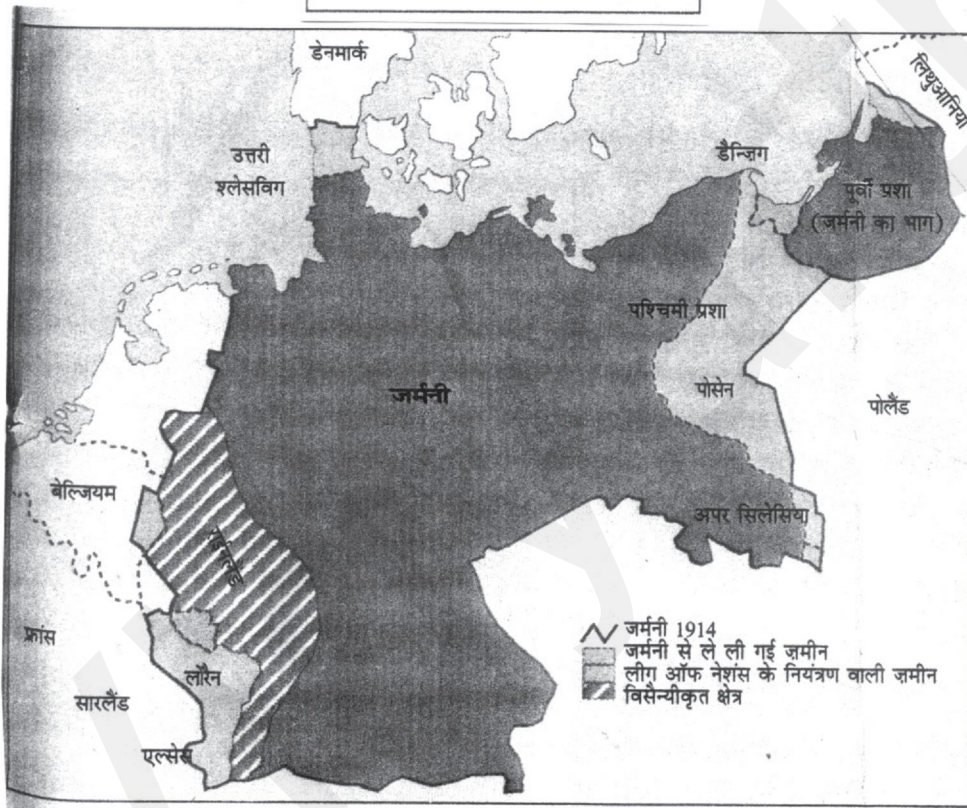 डेनमार्क
लिथुआनिया
उत्तरी
श्लेसविग
डैन्ज़िग
पूर्वी प्रशा
(जर्मनी का भाग)
पश्चिमी प्रशा
जर्मनी
पोसेन
पोलैंड
बेल्जियम
राइनलैंड
अपर सिलेसिया
फ्रांस
लॉरेन
सारलैंड
एल्सेस
जर्मनी 1914
जर्मनी से ले ली गई ज़मीन
लीग ऑफ नेशंस के नियंत्रण वाली ज़मीन
विसैन्यीकृत क्षेत्र